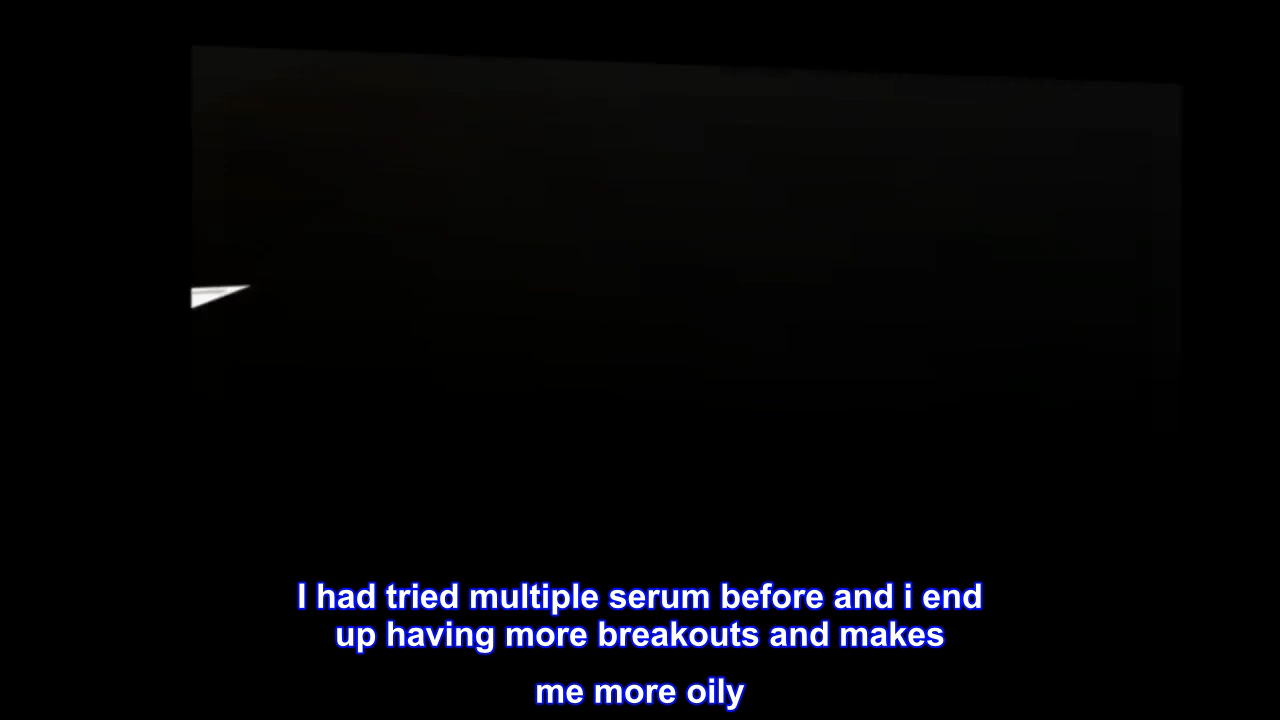 I had tried multiple serum before and i end
up having more breakouts and makes
me more oily